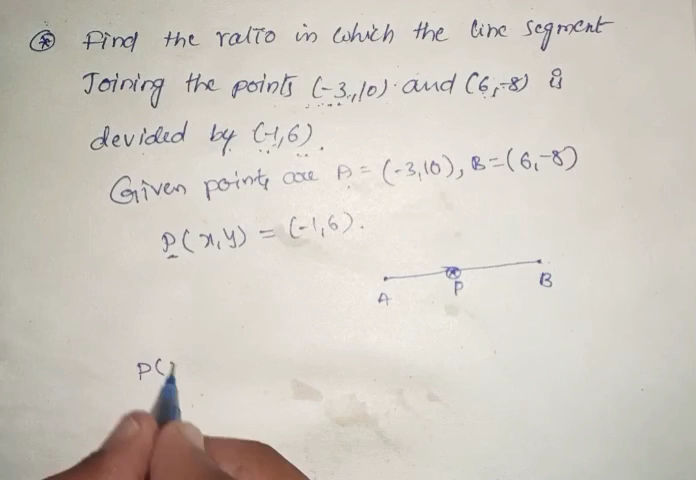 * Find the ratio in which the line segment
Joining the points (-3,10) and (6,-8) is
devided by (-1,6).
Given points are A = (-3,10), B=(6,-8)
P(x,y) = (-1,6).
A P B
P(